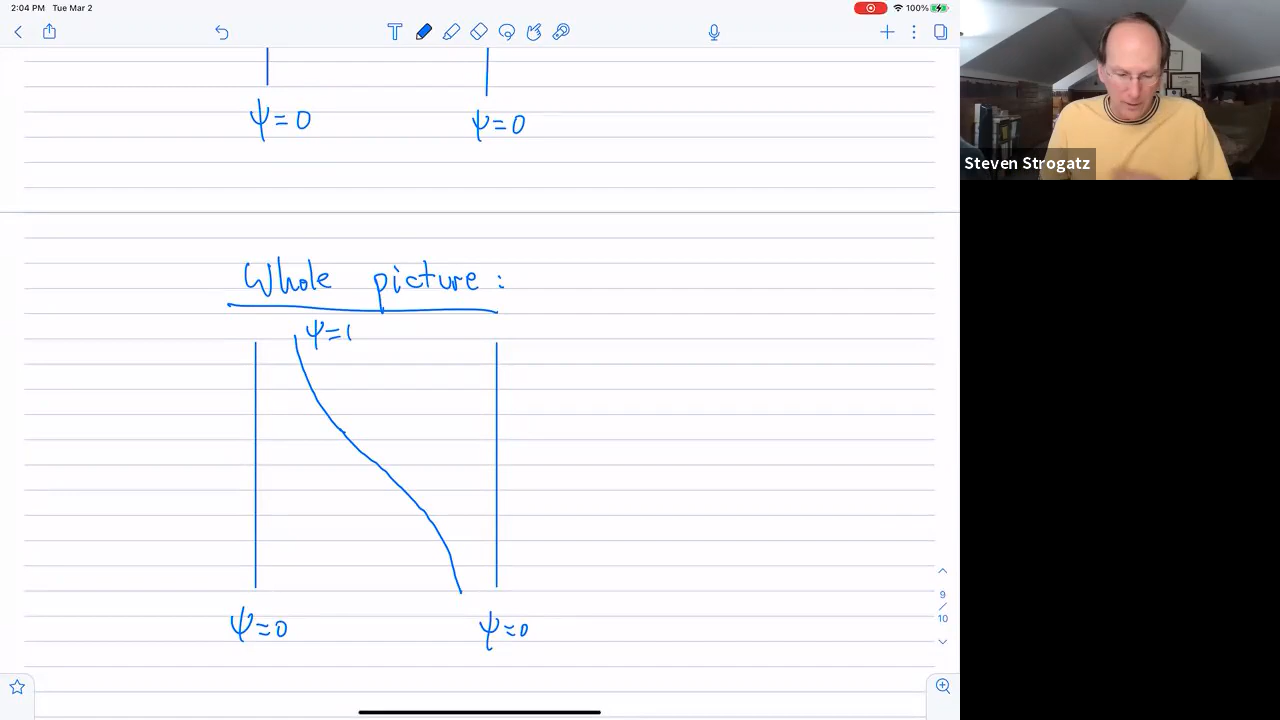 2:04 PM Tue Mar 2
100%
T
ψ=0 ψ=0
Steven Strogatz
Whole picture:
ψ=1
9
/
10
ψ=0 ψ=0